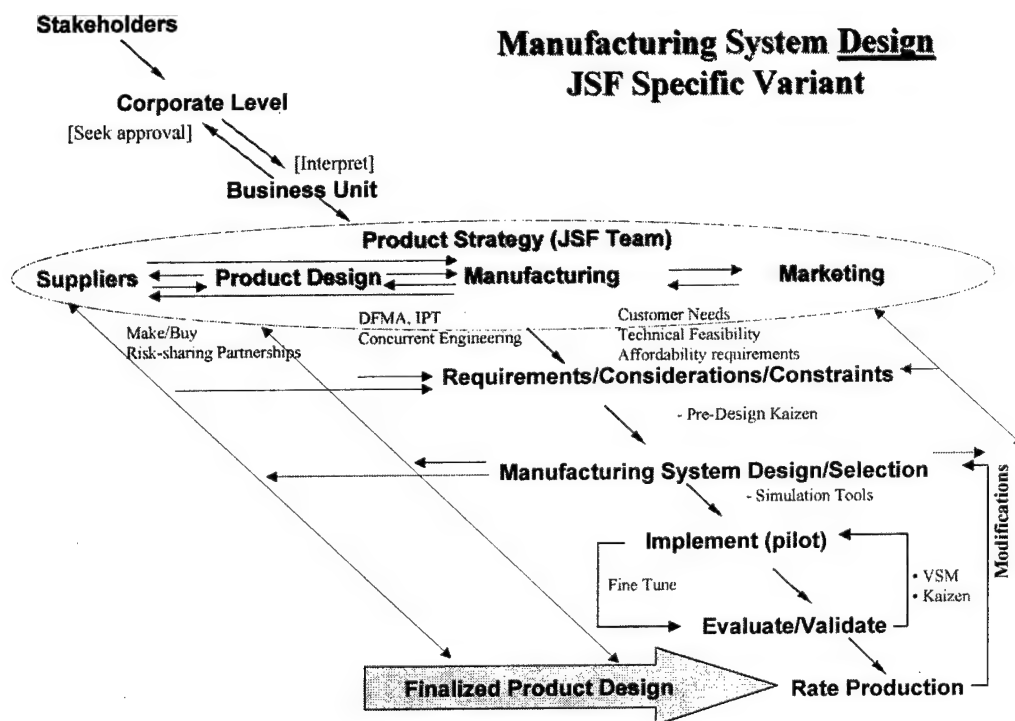 Stakeholders
Manufacturing System Design
JSF Specific Variant
Corporate Level
[Seek approval]
[Interpret]
Business Unit
Product Strategy (JSF Team)
Suppliers
Product Design
Manufacturing
Marketing
Make/Buy
Risk-sharing Partnerships
DFMA, IPT
Concurrent Engineering
Customer Needs
Technical Feasibility
Affordability requirements
Requirements/Considerations/Constraints
- Pre-Design Kaizen
Manufacturing System Design/Selection
- Simulation Tools
Modifications
Implement (pilot)
Fine Tune
• VSM
• Kaizen
Evaluate/Validate
Finalized Product Design
Rate Production